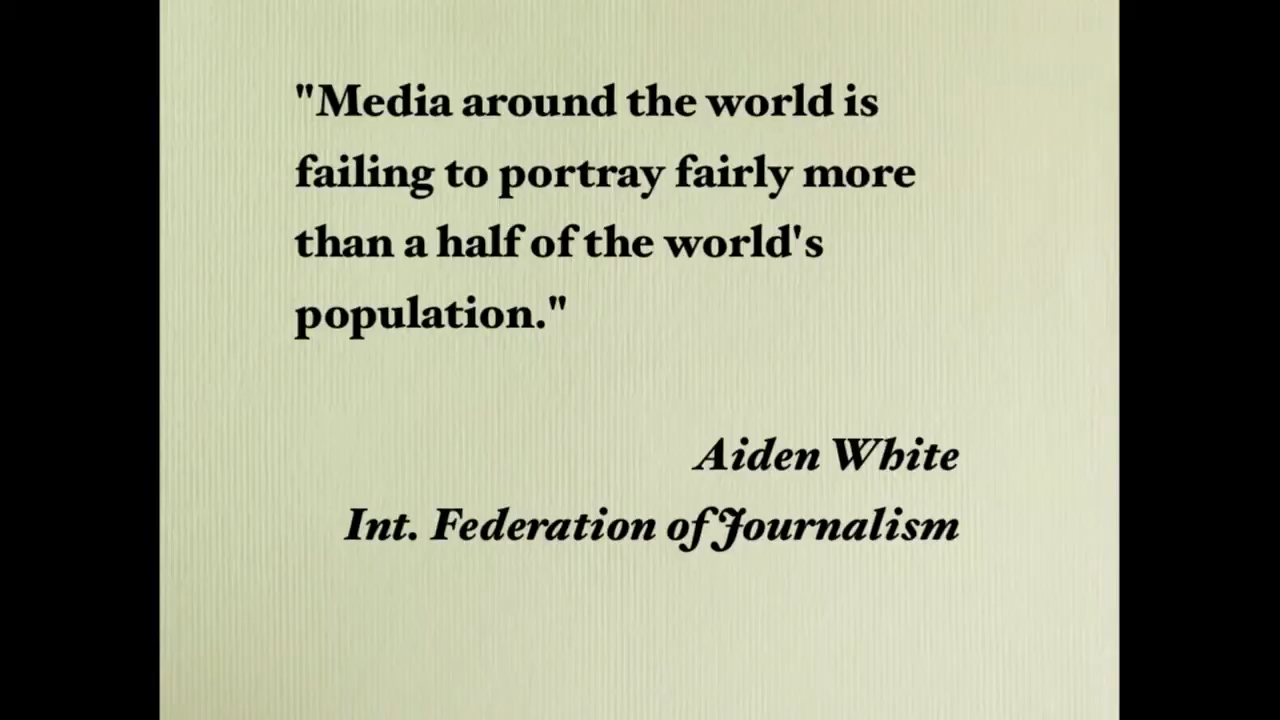 "Media around the world is
failing to portray fairly more
than a half of the world's
population."
Aiden White
Int. Federation of Journalism